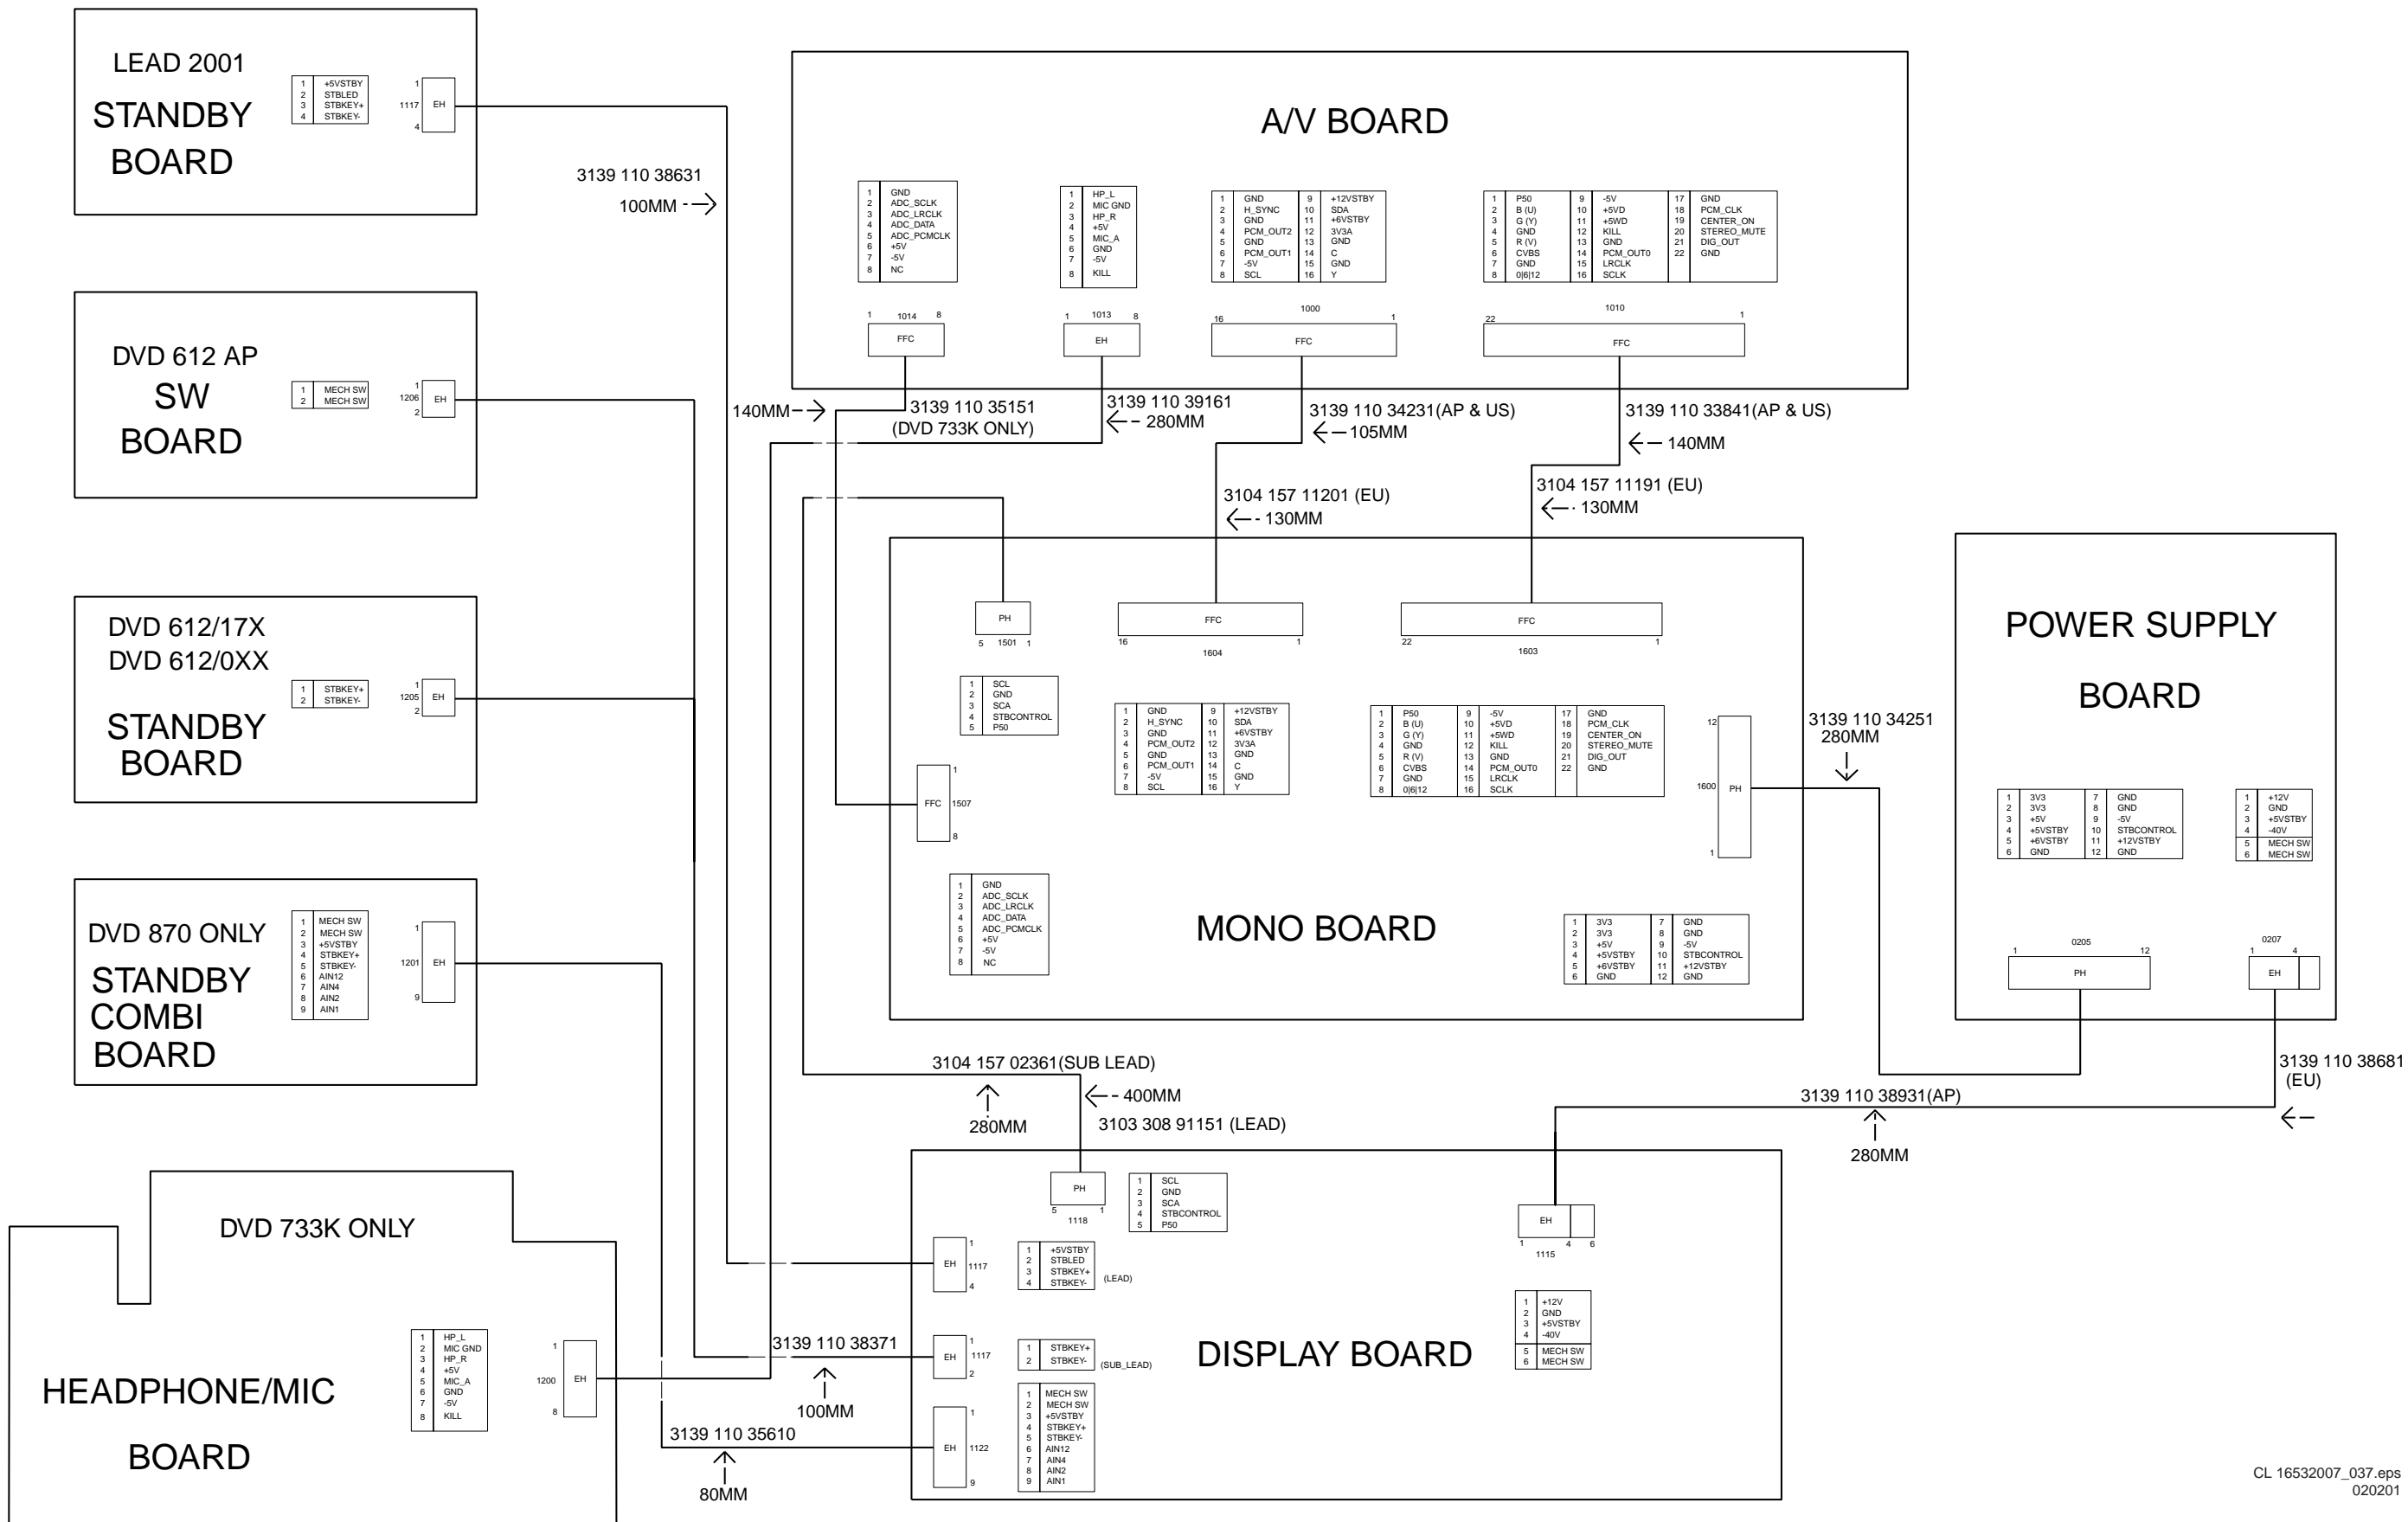 LEAD 2001
STANDBY
BOARD
1 +5VSTBY
2 STBLED
3 STBKEY+
4 STBKEY-
1
1117 EH
4
3139 110 38631
100MM
DVD 612 AP
SW
BOARD
1 MECH SW
2 MECH SW
1
1206 EH
2
DVD 612/17X
DVD 612/0XX
STANDBY
BOARD
1 STBKEY+
2 STBKEY-
1
1205 EH
2
DVD 870 ONLY
STANDBY
COMBI
BOARD
1 MECH SW
2 MECH SW
3 +5VSTBY
4 STBKEY+
5 STBKEY-
6 AIN12
7 AIN4
8 AIN2
9 AIN1
1
1201 EH
9
DVD 733K ONLY
HEADPHONE/MIC
BOARD
1 HP_L
2 MIC GND
3 HP_R
4 +5V
5 MIC_A
6 GND
7 -5V
8 KILL
1
1200 EH
8
A/V BOARD
1 GND
2 ADC_SCLK
3 ADC_LRCLK
4 ADC_DATA
5 ADC_PCMCLK
6 +5V
7 -5V
8 NC
1 1014 8
FFC
1 HP_L
2 MIC GND
3 HP_R
4 +5V
5 MIC_A
6 GND
7 -5V
8 KILL
1 1013 8
EH
1 GND 9 +12VSTBY
2 H_SYNC 10 SDA
3 GND 11 +6VSTBY
4 PCM_OUT2 12 3V3A
5 GND 13 GND
6 PCM_OUT1 14 C
7 -5V 15 GND
8 SCL 16 Y
1000
16 1
FFC
1 P50 9 -5V 17 GND
2 B (U) 10 +5VD 18 PCM_CLK
3 G (Y) 11 +5WD 19 CENTER_ON
4 GND 12 KILL 20 STEREO_MUTE
5 R (V) 13 GND 21 DIG_OUT
6 CVBS 14 PCM_OUT0 22 GND
7 GND 15 LRCLK
8 0|6|12 16 SCLK
1010
22 1
FFC
140MM
3139 110 35151
(DVD 733K ONLY)
3139 110 39161
280MM
3139 110 34231(AP & US)
105MM
3139 110 33841(AP & US)
140MM
3104 157 11201 (EU)
130MM
3104 157 11191 (EU)
130MM
PH
5 1501 1
FFC
16 1
1604
FFC
22 1
1603
1 SCL
2 GND
3 SCA
4 STBCONTROL
5 P50
1 GND 9 +12VSTBY
2 H_SYNC 10 SDA
3 GND 11 +6VSTBY
4 PCM_OUT2 12 3V3A
5 GND 13 GND
6 PCM_OUT1 14 C
7 -5V 15 GND
8 SCL 16 Y
1 P50 9 -5V 17 GND
2 B (U) 10 +5VD 18 PCM_CLK
3 G (Y) 11 +5WD 19 CENTER_ON
4 GND 12 KILL 20 STEREO_MUTE
5 R (V) 13 GND 21 DIG_OUT
6 CVBS 14 PCM_OUT0 22 GND
7 GND 15 LRCLK
8 0|6|12 16 SCLK
1
FFC 1507
8
12
1600 PH
1
1 GND
2 ADC_SCLK
3 ADC_LRCLK
4 ADC_DATA
5 ADC_PCMCLK
6 +5V
7 -5V
8 NC
MONO BOARD
1 3V3 7 GND
2 3V3 8 GND
3 +5V 9 -5V
4 +5VSTBY 10 STBCONTROL
5 +6VSTBY 11 +12VSTBY
6 GND 12 GND
3139 110 34251
280MM
POWER SUPPLY
BOARD
1 3V3 7 GND
2 3V3 8 GND
3 +5V 9 -5V
4 +5VSTBY 10 STBCONTROL
5 +6VSTBY 11 +12VSTBY
6 GND 12 GND
1 +12V
2 GND
3 +5VSTBY
4 -40V
5 MECH SW
6 MECH SW
0205
1 12
PH
0207
1 4
EH
3139 110 38681
(EU)
3139 110 38931(AP)
280MM
3104 157 02361(SUB LEAD)
280MM
400MM
3103 308 91151 (LEAD)
PH
5 1
1118
1 SCL
2 GND
3 SCA
4 STBCONTROL
5 P50
EH
1 4 6
1115
1
EH 1117
4
1 +5VSTBY
2 STBLED
3 STBKEY+
4 STBKEY-
(LEAD)
1 +12V
2 GND
3 +5VSTBY
4 -40V
5 MECH SW
6 MECH SW
DISPLAY BOARD
3139 110 38371
100MM
1
EH 1117
2
1 STBKEY+
2 STBKEY-
(SUB_LEAD)
3139 110 35610
80MM
1
EH 1122
9
1 MECH SW
2 MECH SW
3 +5VSTBY
4 STBKEY+
5 STBKEY-
6 AIN12
7 AIN4
8 AIN2
9 AIN1
CL 16532007_037.eps
020201